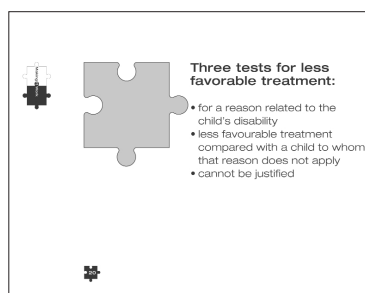 Three tests for less
favorable treatment:
• for a reason related to the
child's disability
• less favourable treatment
compared with a child to whom
that reason does not apply
• cannot be justified
20